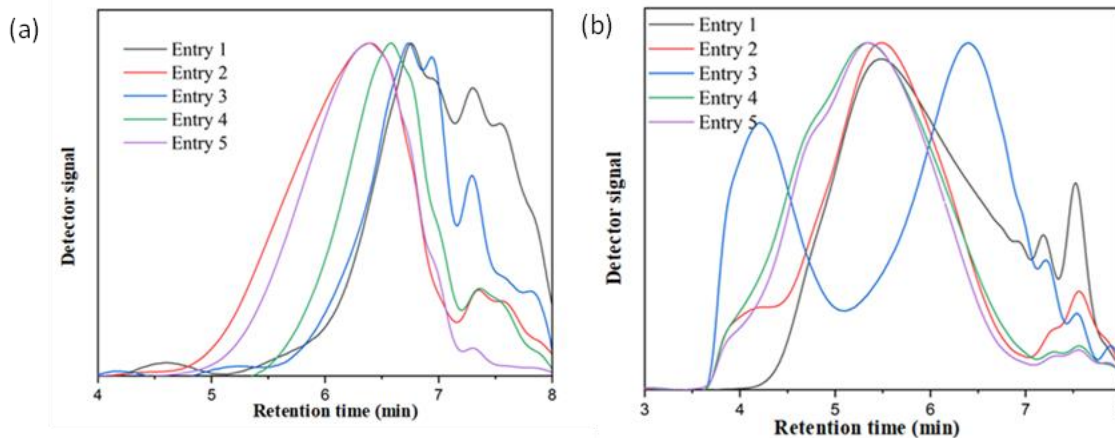 (a)
Entry 1
Entry 2
Entry 3
Entry 4
Entry 5
Detector signal
4 5 6 7 8
Retention time (min)
(b)
Entry 1
Entry 2
Entry 3
Entry 4
Entry 5
Detector signal
3 4 5 6 7
Retention time (min)